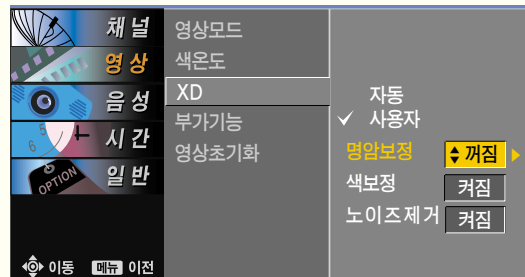 채널
영상
음성
시간
일반
OPTION
6 5
이동 메뉴 이전
영상모드
색온도
XD
부가기능
영상초기화
자동
✓ 사용자
명암보정 꺼짐
색보정 켜짐
노이즈제거 켜짐